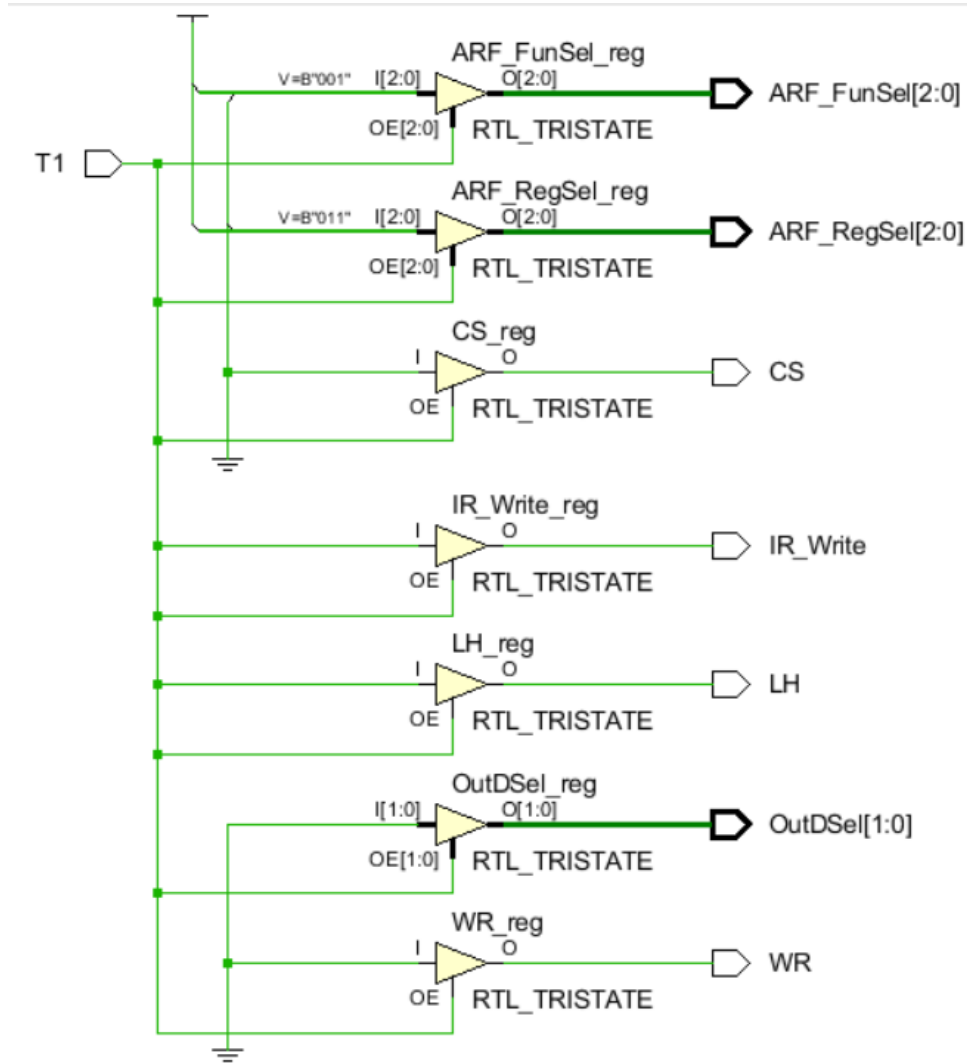 ARF_FunSel_reg
V=B"001" I[2:0] O[2:0] ARF_FunSel[2:0]
OE[2:0] RTL_TRISTATE
T1
ARF_RegSel_reg
V=B"011" I[2:0] O[2:0] ARF_RegSel[2:0]
OE[2:0] RTL_TRISTATE
CS_reg
I O CS
OE RTL_TRISTATE
IR_Write_reg
I O IR_Write
OE RTL_TRISTATE
LH_reg
I O LH
OE RTL_TRISTATE
OutDSel_reg
I[1:0] O[1:0] OutDSel[1:0]
OE[1:0] RTL_TRISTATE
WR_reg
I O WR
OE RTL_TRISTATE